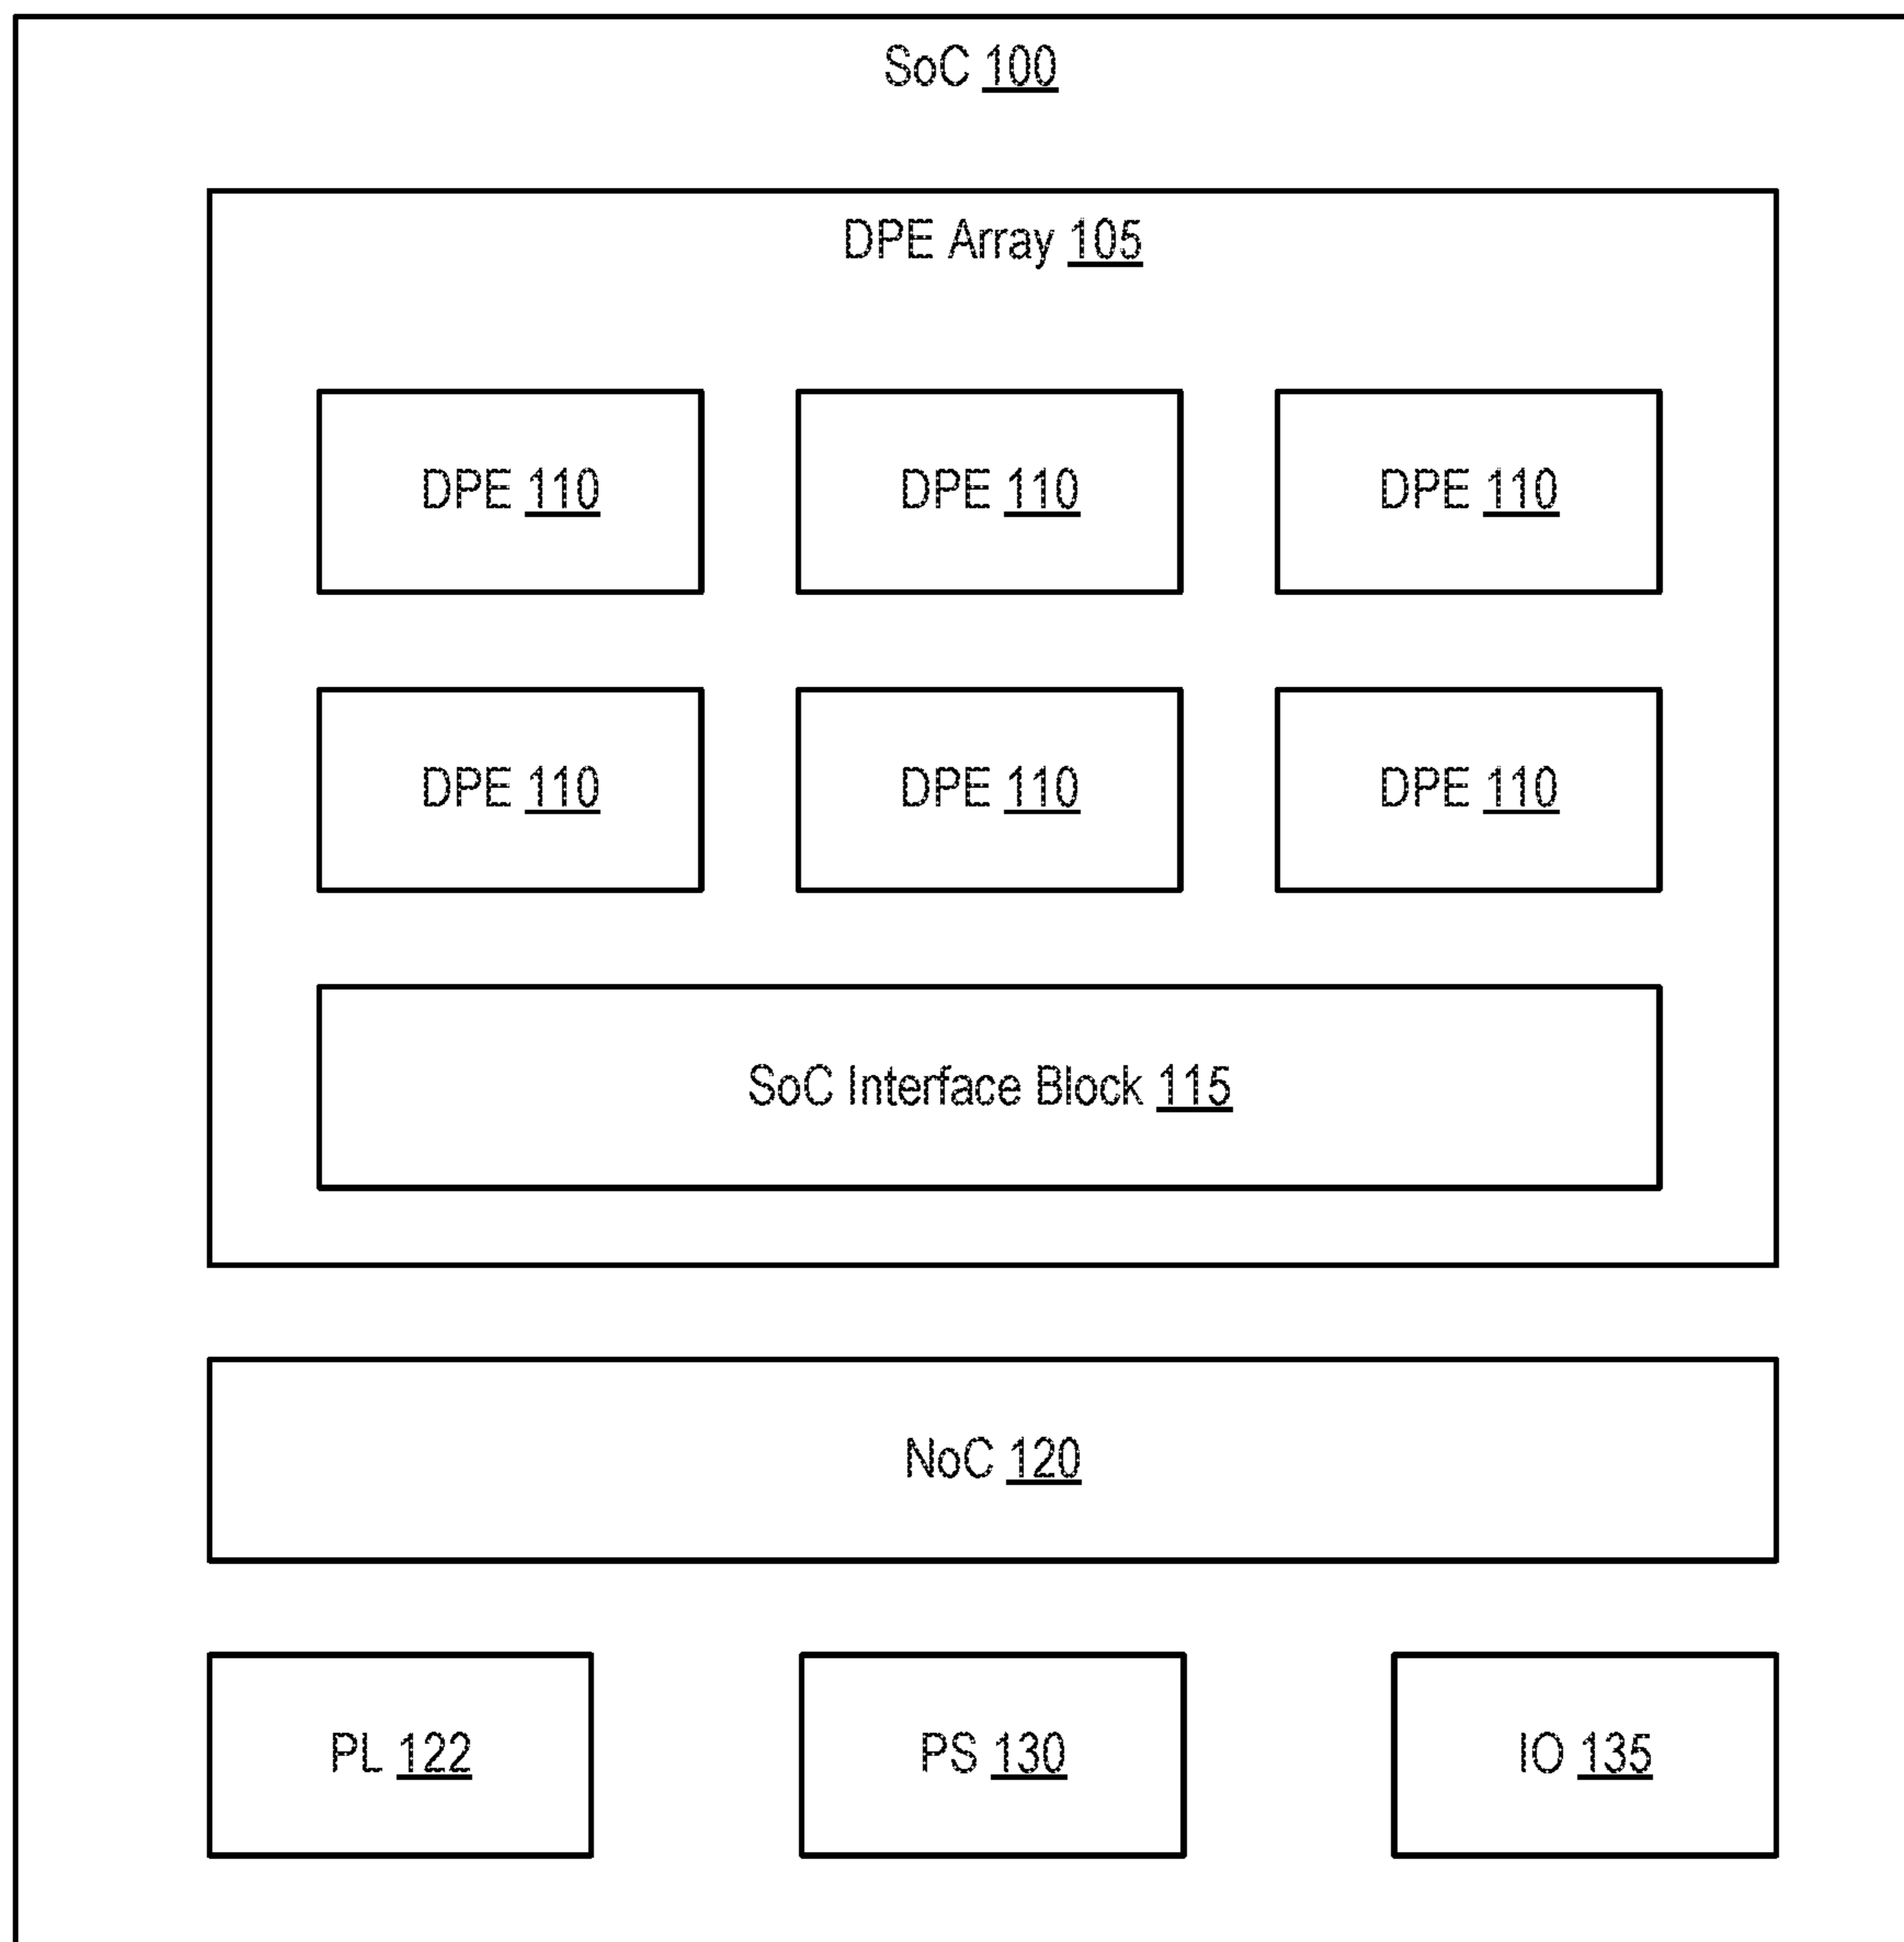 SoC 100
DPE Array 105
DPE 110 DPE 110 DPE 110
DPE 110 DPE 110 DPE 110
SoC Interface Block 115
NoC 120
PL 122 PS 130 IO 135